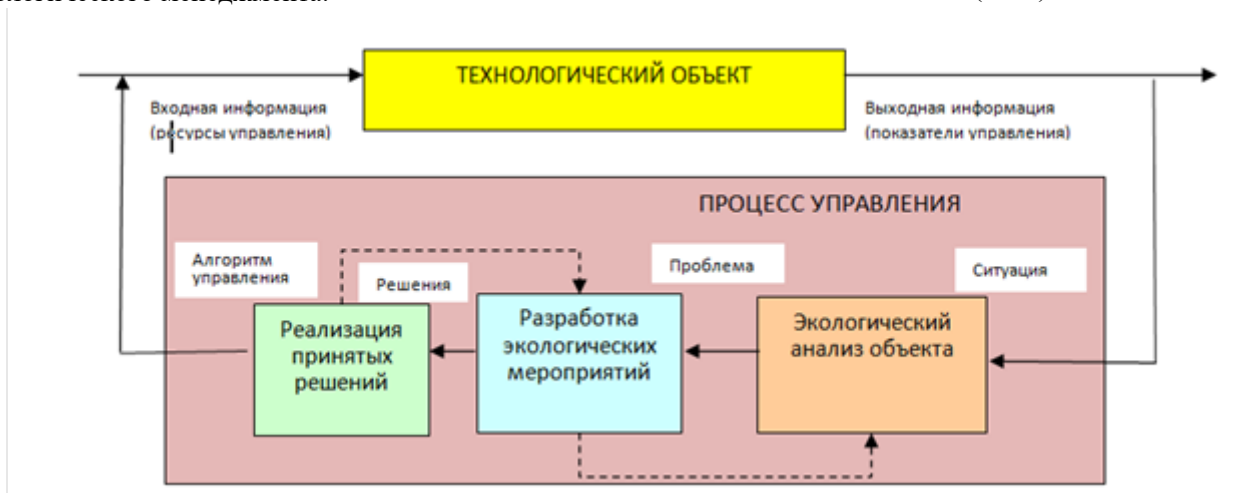 ТЕХНОЛОГИЧЕСКИЙ ОБЪЕКТ
Входная информация
(ресурсы управления)
Выходная информация
(показатели управления)
ПРОЦЕСС УПРАВЛЕНИЯ
Алгоритм
управления
Решения
Проблема
Ситуация
Реализация
принятых
решений
Разработка
экологических
мероприятий
Экологический
анализ объекта